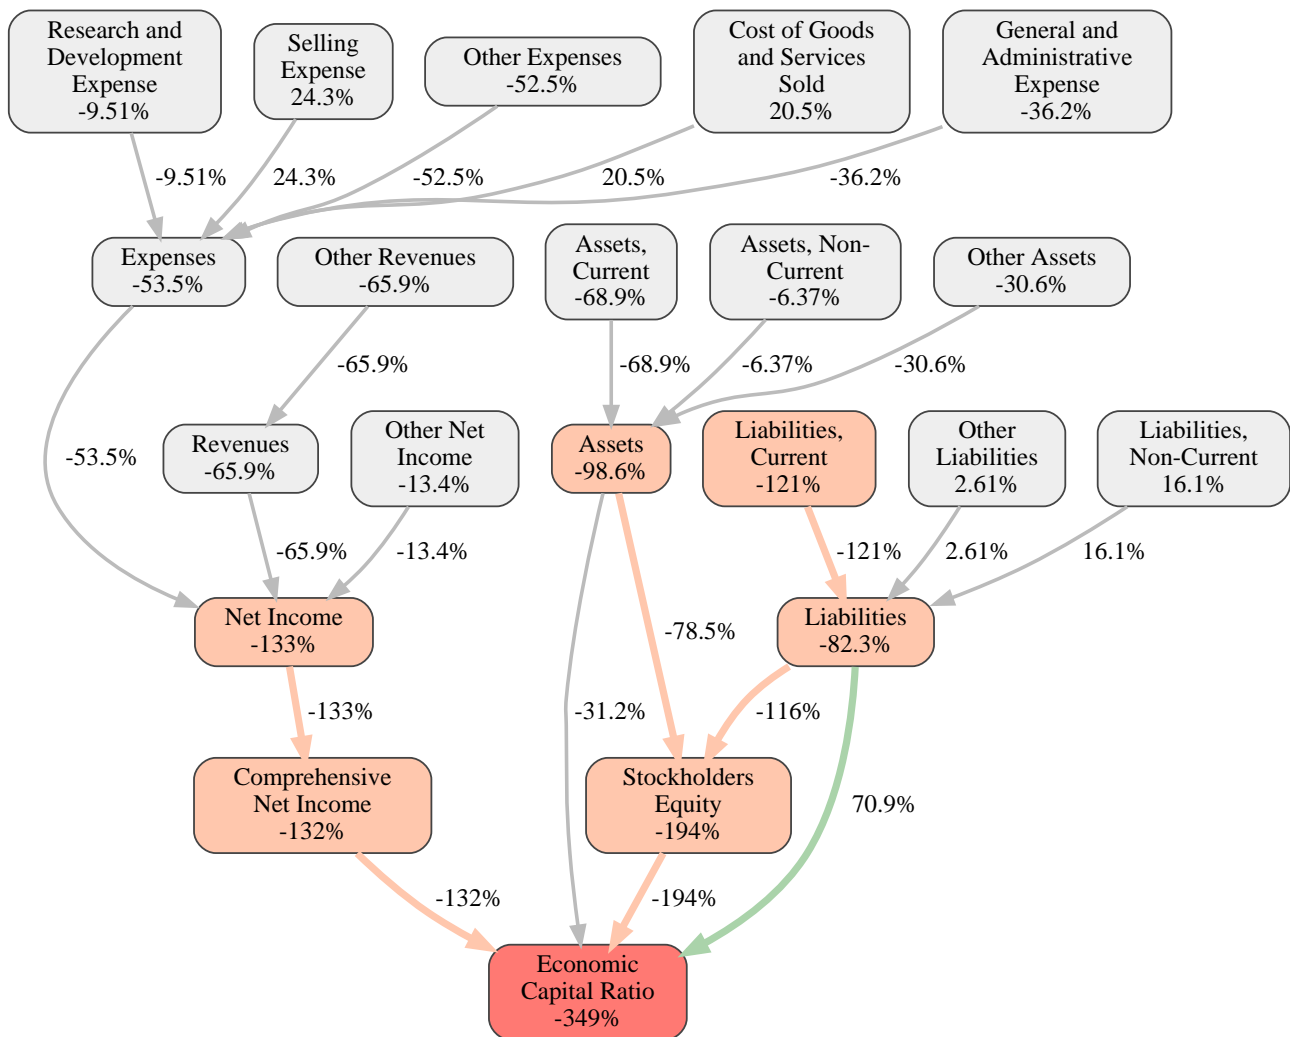 Research and
Development
Expense
-9.51%
Selling
Expense
24.3%
Other Expenses
-52.5%
Cost of Goods
and Services
Sold
20.5%
General and
Administrative
Expense
-36.2%
-9.51%
24.3%
-52.5%
20.5%
-36.2%
Expenses
-53.5%
Other Revenues
-65.9%
Assets,
Current
-68.9%
Assets, Non-
Current
-6.37%
Other Assets
-30.6%
-65.9%
-68.9%
-6.37%
-30.6%
-53.5%
Revenues
-65.9%
Other Net
Income
-13.4%
Assets
-98.6%
Liabilities,
Current
-121%
Other
Liabilities
2.61%
Liabilities,
Non-Current
16.1%
-65.9%
-13.4%
-121%
2.61%
16.1%
Net Income
-133%
-78.5%
Liabilities
-82.3%
-133%
-31.2%
-116%
Comprehensive
Net Income
-132%
Stockholders
Equity
-194%
70.9%
-132%
-194%
Economic
Capital Ratio
-349%